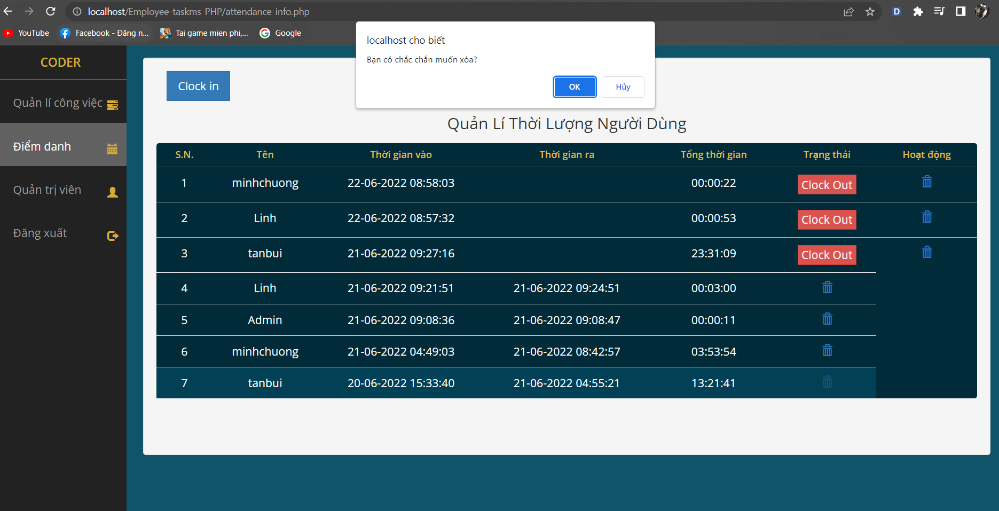 localhost/Employee-taskms-PHP/attendance-info.php
D
YouTube
Facebook - Đăng n...
Tai game mien phi,...
Google
localhost cho biết
Bạn có chắc chắn muốn xóa?
OK
Hủy
CODER
Quản lí công việc
Điểm danh
Quản trị viên
Đăng xuất
Clock in
Quản Lí Thời Lượng Người Dùng
S.N. Tên Thời gian vào Thời gian ra Tổng thời gian Trạng thái Hoạt động
1 minhchuong 22-06-2022 08:58:03 00:00:22 Clock Out
2 Linh 22-06-2022 08:57:32 00:00:53 Clock Out
3 tanbui 21-06-2022 09:27:16 23:31:09 Clock Out
4 Linh 21-06-2022 09:21:51 21-06-2022 09:24:51 00:03:00
5 Admin 21-06-2022 09:08:36 21-06-2022 09:08:47 00:00:11
6 minhchuong 21-06-2022 04:49:03 21-06-2022 08:42:57 03:53:54
7 tanbui 20-06-2022 15:33:40 21-06-2022 04:55:21 13:21:41